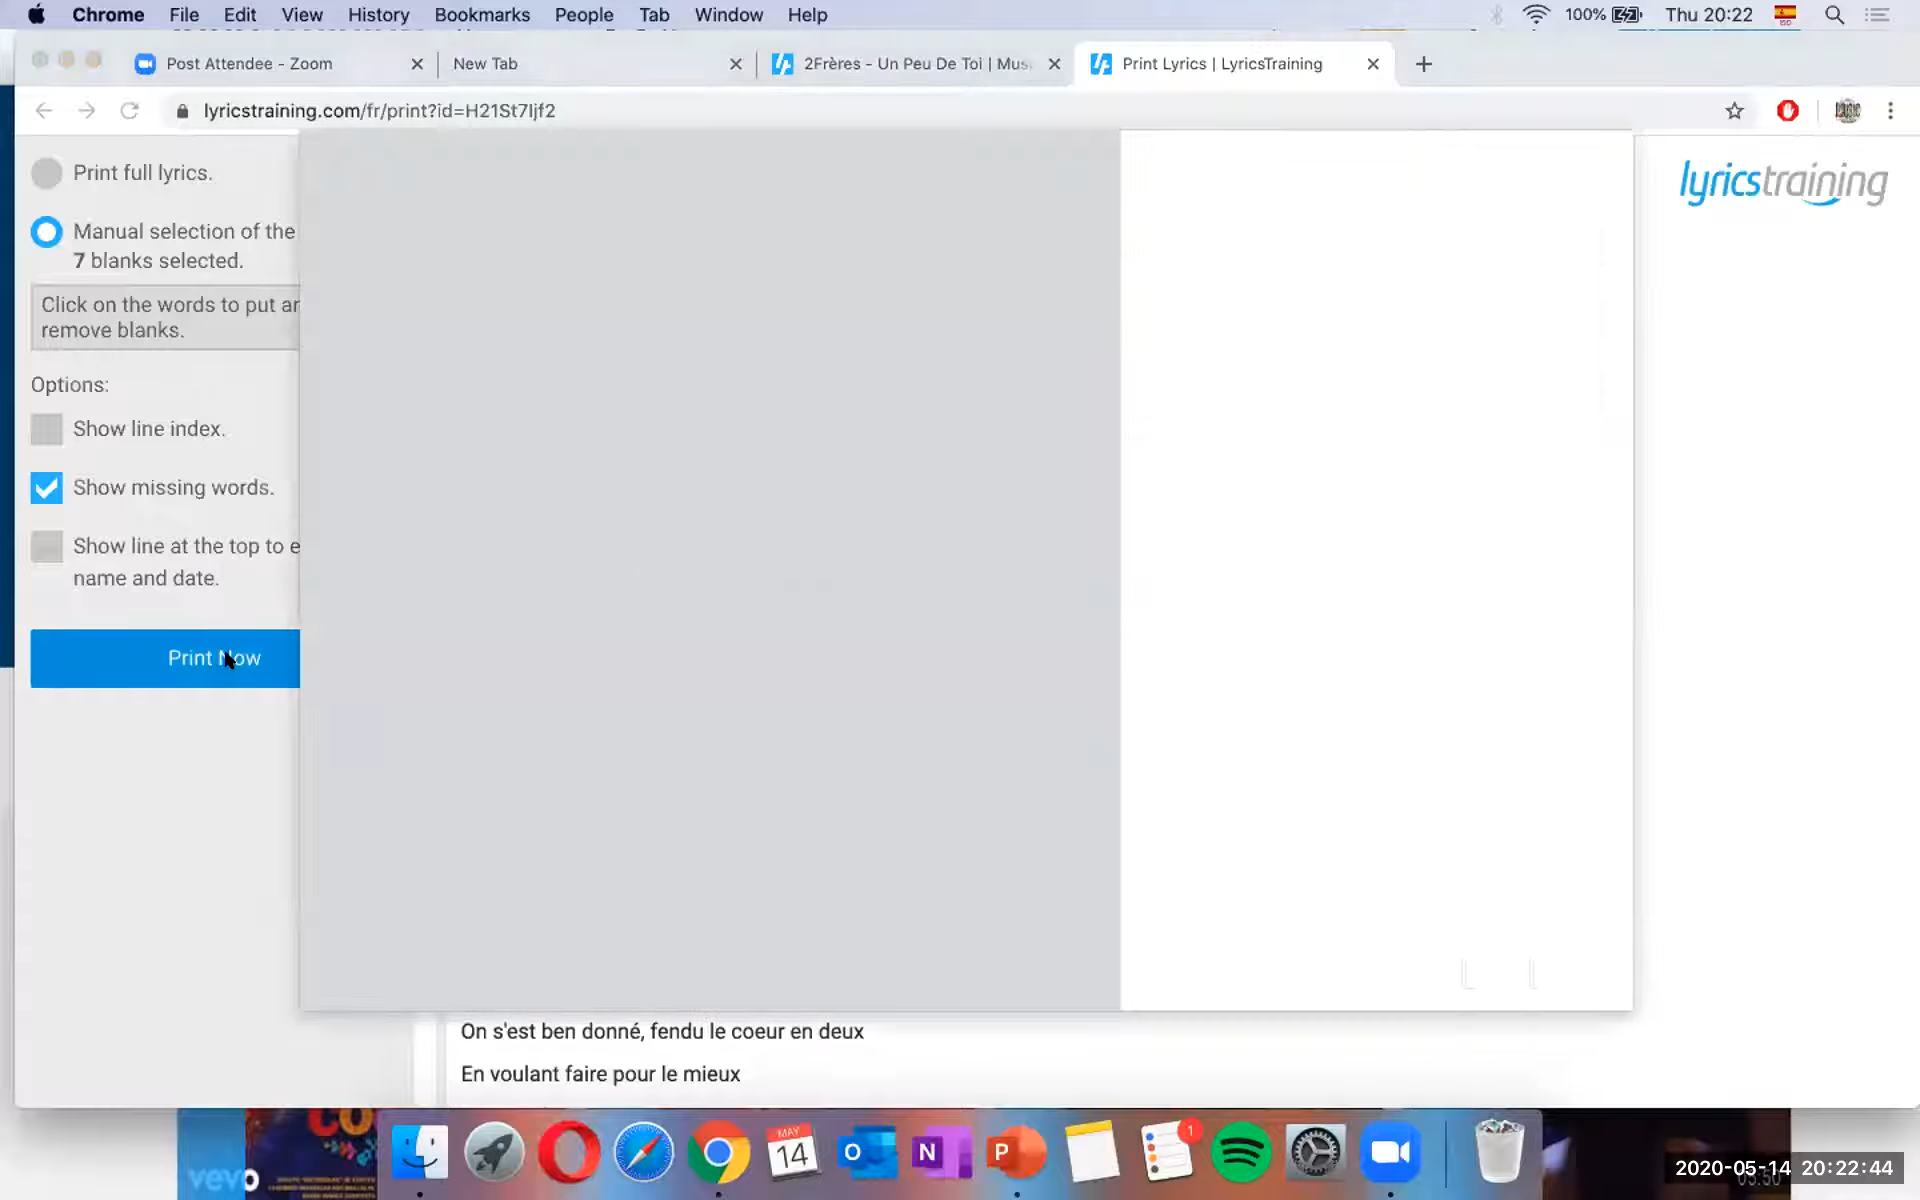 Chrome File Edit View History Bookmarks People Tab Window Help 100% Thu 20:22 ISO
Post Attendee - Zoom New Tab 2Frères - Un Peu De Toi | Mus Print Lyrics | LyricsTraining
lyricstraining.com/fr/print?id=H21St7Ijf2
Print full lyrics.
lyricstraining
Manual selection of the
7 blanks selected.
Click on the words to put
remove blanks.
Options:
Show line index.
Show missing words.
Show line at the top to e
name and date.
Print Now
On s'est ben donné, fendu le coeur en deux
En voulant faire pour le mieux
vevo
CO
MAY
14
O
N
P
1
2020-05-14 20:22:44